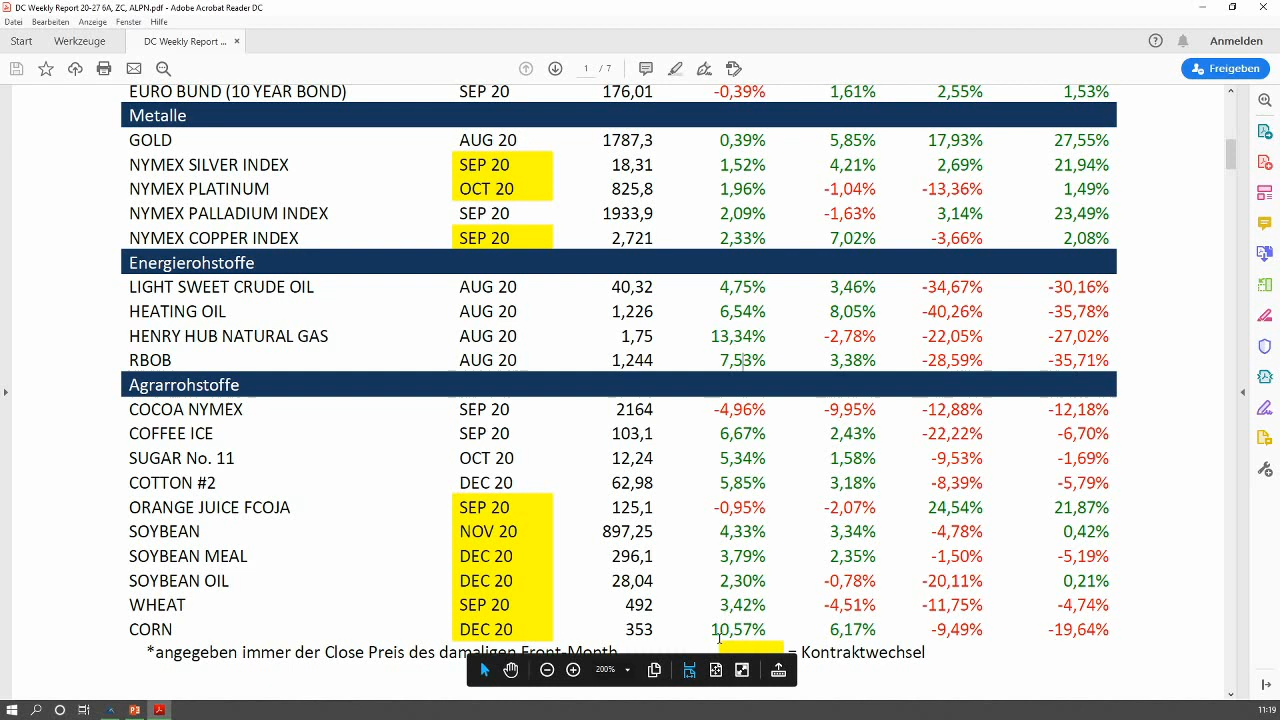 DC Weekly Report 20-27 6A, ZC, ALPN.pdf - Adobe Acrobat Reader DC
Datei Bearbeiten Anzeige Fenster Hilfe
Start Werkzeuge DC Weekly Report ... × Anmelden
1 / 7 Freigeben
EURO BUND (10 YEAR BOND) SEP 20 176,01 -0,39% 1,61% 2,55% 1,53%
Metalle
GOLD AUG 20 1787,3 0,39% 5,85% 17,93% 27,55%
NYMEX SILVER INDEX SEP 20 18,31 1,52% 4,21% 2,69% 21,94%
NYMEX PLATINUM OCT 20 825,8 1,96% -1,04% -13,36% 1,49%
NYMEX PALLADIUM INDEX SEP 20 1933,9 2,09% -1,63% 3,14% 23,49%
NYMEX COPPER INDEX SEP 20 2,721 2,33% 7,02% -3,66% 2,08%
Energierohstoffe
LIGHT SWEET CRUDE OIL AUG 20 40,32 4,75% 3,46% -34,67% -30,16%
HEATING OIL AUG 20 1,226 6,54% 8,05% -40,26% -35,78%
HENRY HUB NATURAL GAS AUG 20 1,75 13,34% -2,78% -22,05% -27,02%
RBOB AUG 20 1,244 7,53% 3,38% -28,59% -35,71%
Agrarrohstoffe
COCOA NYMEX SEP 20 2164 -4,96% -9,95% -12,88% -12,18%
COFFEE ICE SEP 20 103,1 6,67% 2,43% -22,22% -6,70%
SUGAR No. 11 OCT 20 12,24 5,34% 1,58% -9,53% -1,69%
COTTON #2 DEC 20 62,98 5,85% 3,18% -8,39% -5,79%
ORANGE JUICE FCOJA SEP 20 125,1 -0,95% -2,07% 24,54% 21,87%
SOYBEAN NOV 20 897,25 4,33% 3,34% -4,78% 0,42%
SOYBEAN MEAL DEC 20 296,1 3,79% 2,35% -1,50% -5,19%
SOYBEAN OIL DEC 20 28,04 2,30% -0,78% -20,11% 0,21%
WHEAT SEP 20 492 3,42% -4,51% -11,75% -4,74%
CORN DEC 20 353 10,57% 6,17% -9,49% -19,64%
*angegeben immer der Close Preis des damaligen Front-Month = Kontraktwechsel
200%
11:19